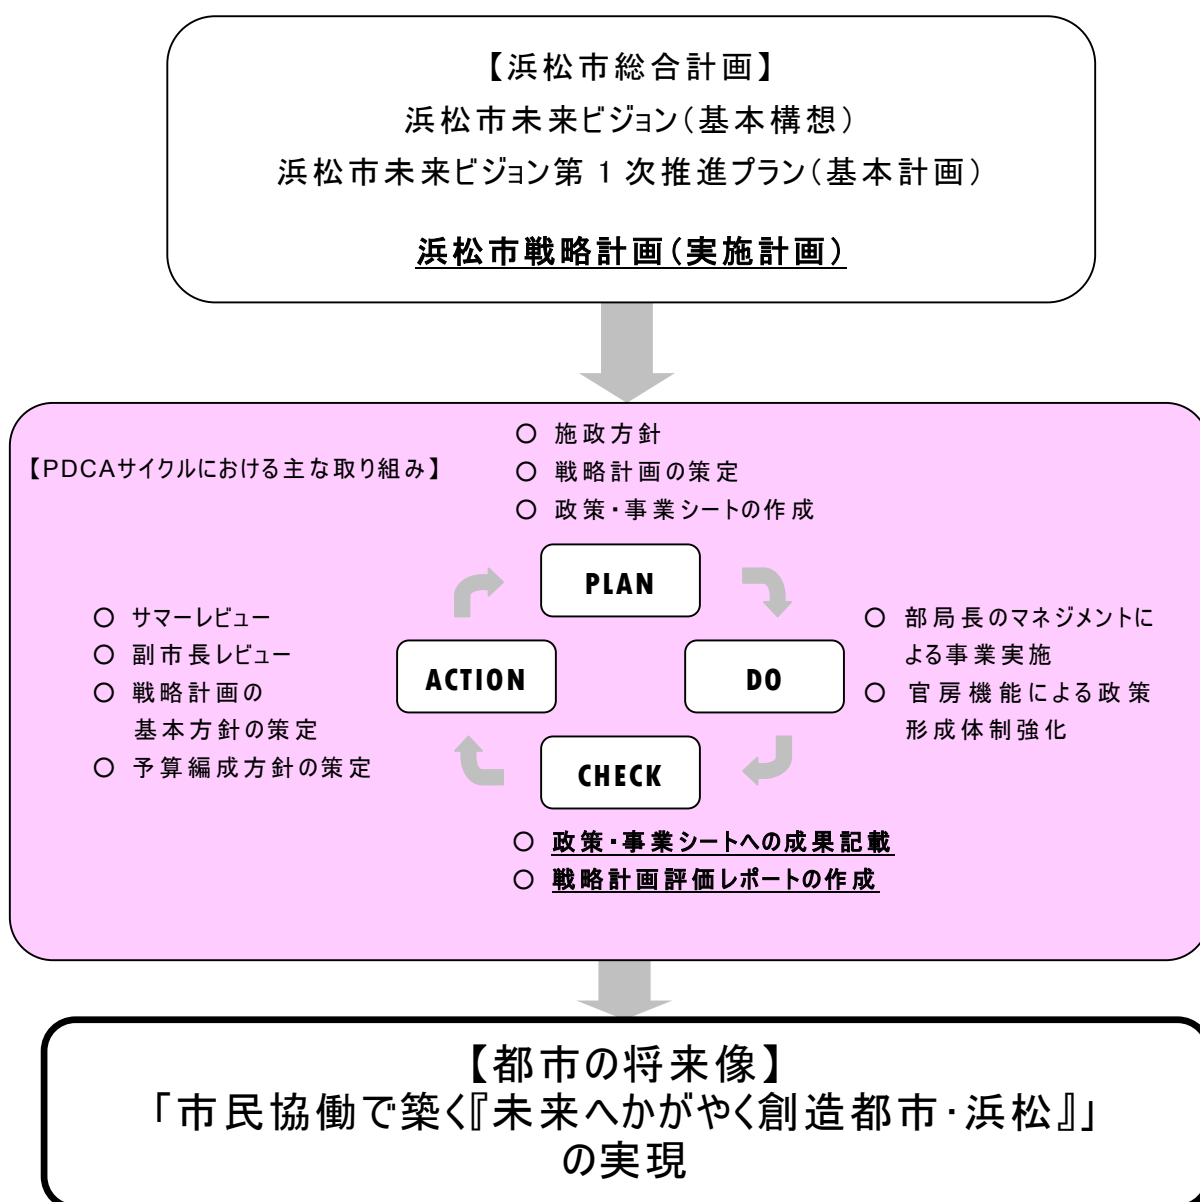 【浜松市総合計画】
浜松市未来ビジョン（基本構想）
浜松市未来ビジョン第1次推進プラン（基本計画）
浜松市戦略計画（実施計画）
【PDCAサイクルにおける主な取り組み】
○ 施政方針
○ 戦略計画の策定
○ 政策・事業シートの作成
PLAN
○ サマーレビュー
○ 副市長レビュー
○ 戦略計画の
基本方針の策定
○ 予算編成方針の策定
ACTION
DO
○ 部局長のマネジメントに
よる事業実施
○ 官房機能による政策
形成体制強化
CHECK
○ 政策・事業シートへの成果記載
○ 戦略計画評価レポートの作成
【都市の将来像】
「市民協働で築く『未来へかがやく創造都市・浜松』」
の実現